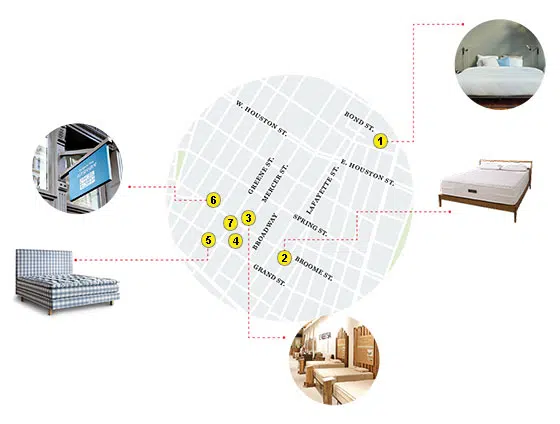 BOND ST.
1
W. HOUSTON ST.
E. HOUSTON ST.
GREENE ST.
MERCER ST.
LAFAYETTE ST.
6
3
7
SPRING ST.
BROADWAY
5
4
2
BROOME ST.
GRAND ST.